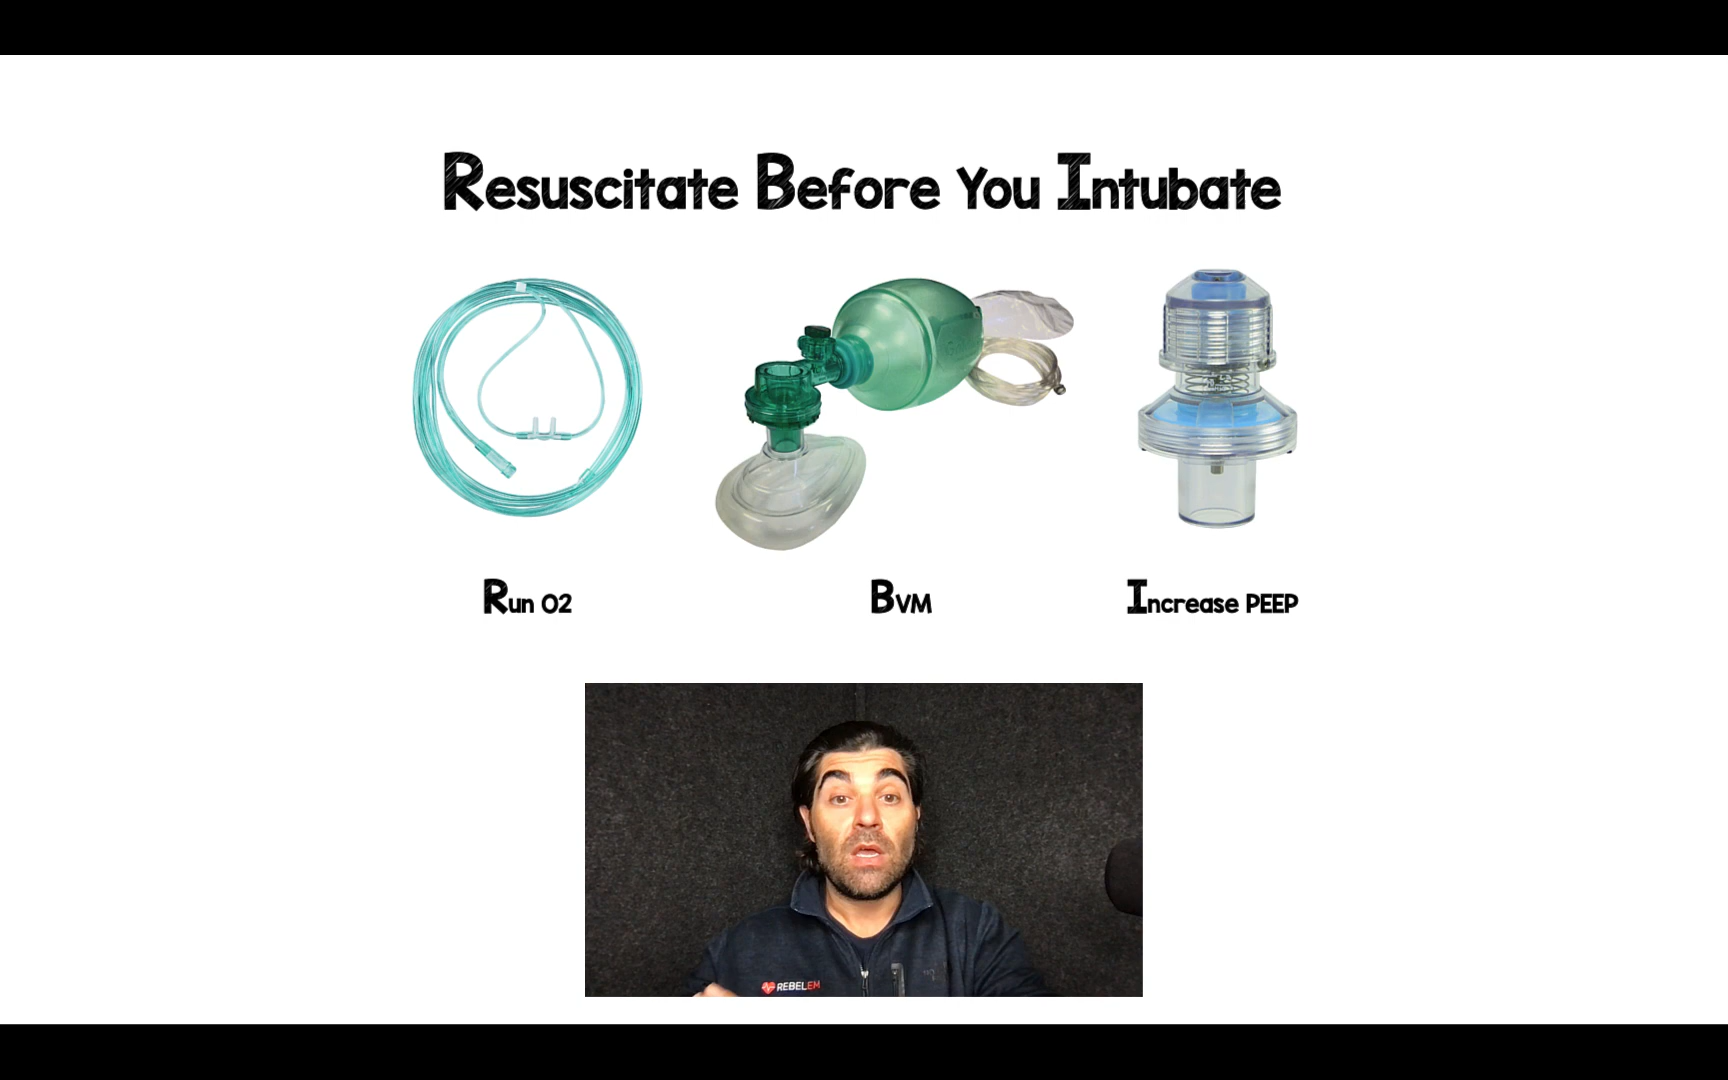 Resuscitate Before You Intubate
Run O2
BVM
Increase PEEP
REBELEM